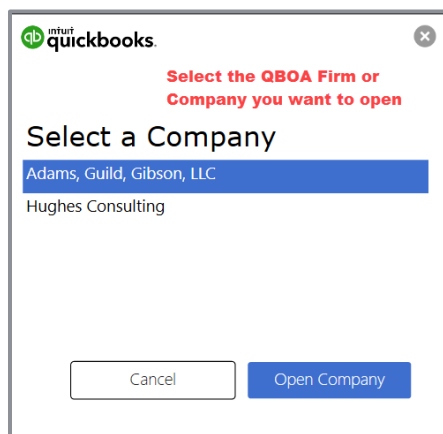 intuit
quickbooks.
Select the QBOA Firm or
Company you want to open
Select a Company
Adams, Guild, Gibson, LLC
Hughes Consulting
Cancel
Open Company